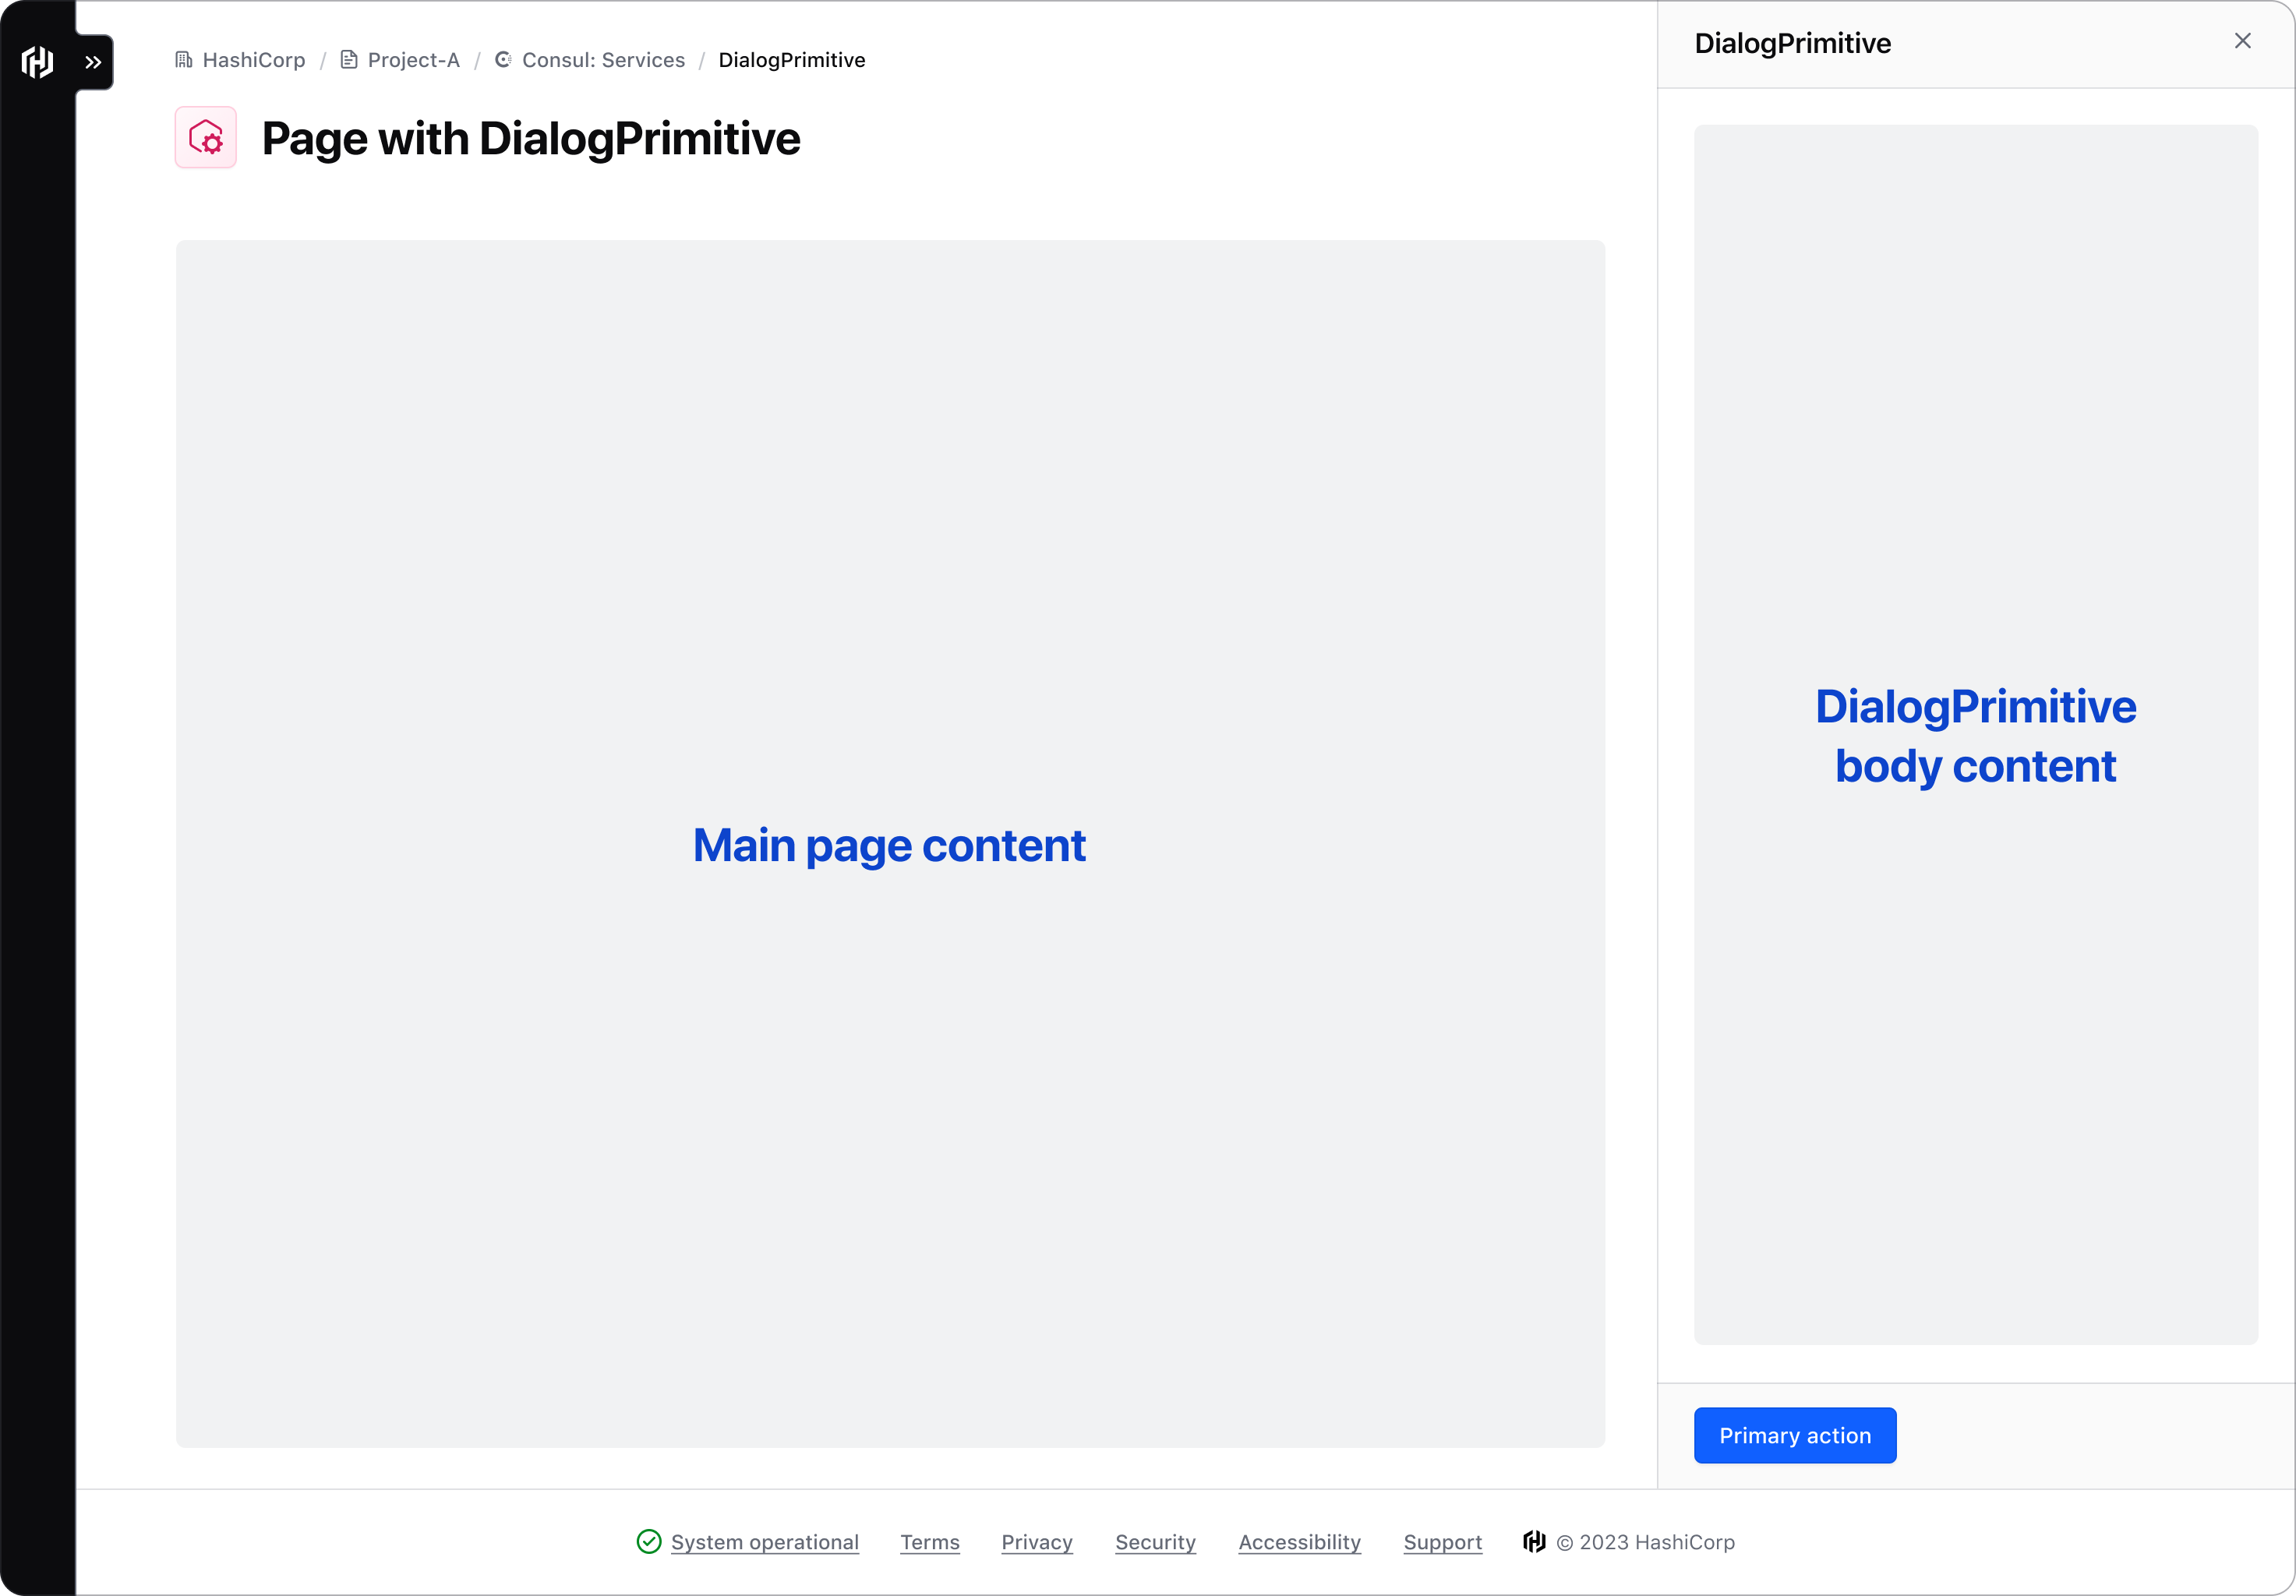 HashiCorp / Project-A / Consul: Services / DialogPrimitive
Page with DialogPrimitive
Main page content
DialogPrimitive
DialogPrimitive
body content
Primary action
System operational Terms Privacy Security Accessibility Support © 2023 HashiCorp